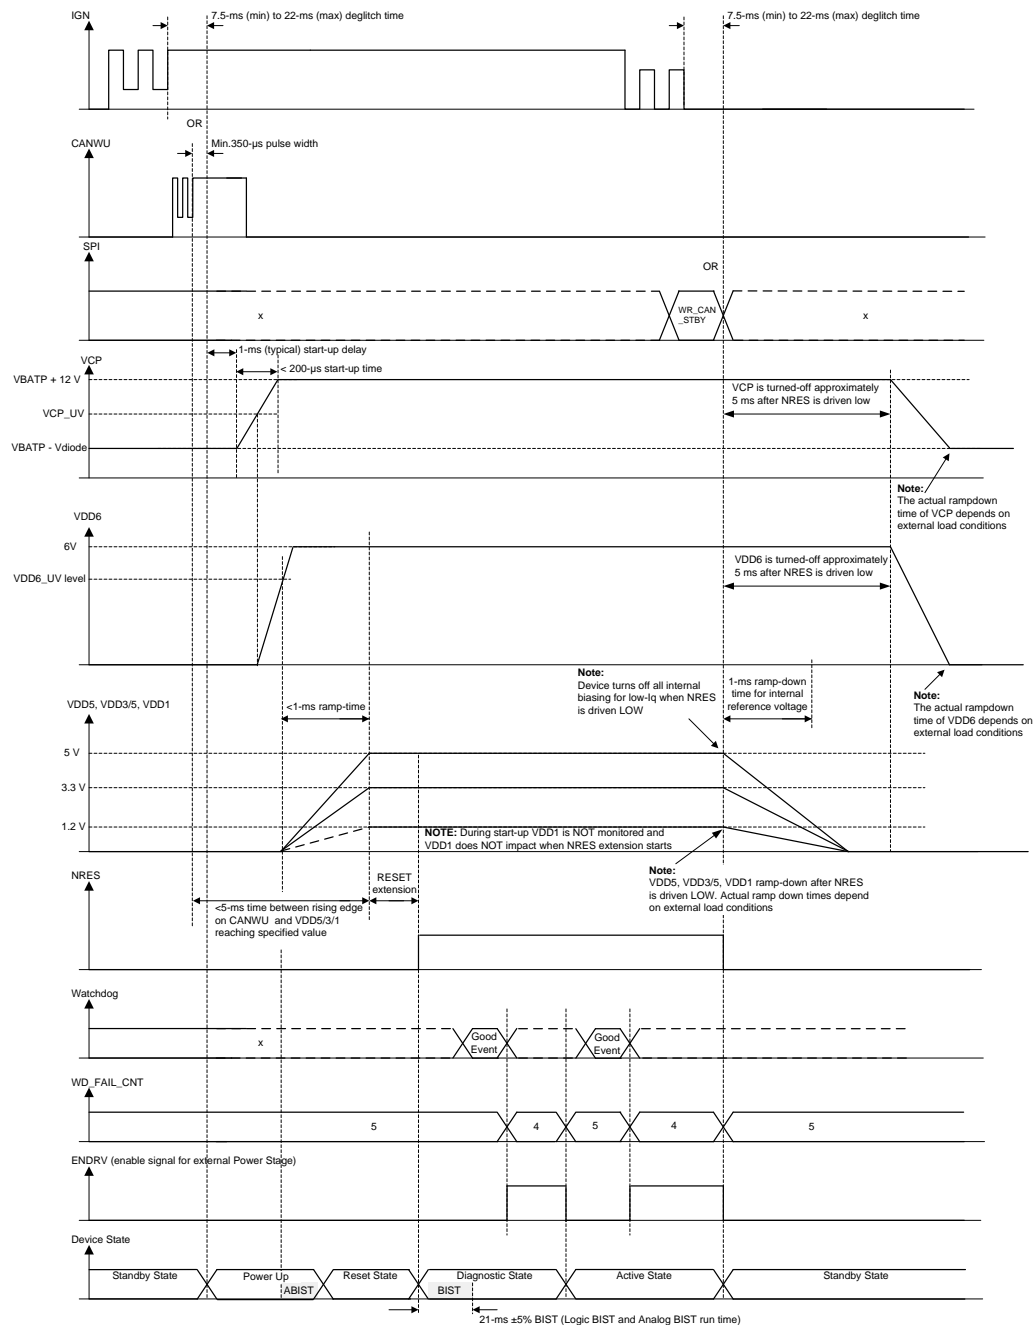 IGN
7.5-ms (min) to 22-ms (max) deglitch time
7.5-ms (min) to 22-ms (max) deglitch time
OR
CANWU
Min.350-µs pulse width
SPI
OR
x
WR_CAN
_STBY
x
1-ms (typical) start-up delay
VCP
< 200-µs start-up time
VBATP + 12 V
VCP_UV
VBATP - Vdiode
VCP is turned-off approximately
5 ms after NRES is driven low
Note:
The actual rampdown
time of VCP depends on
external load conditions
VDD6
6V
VDD6_UV level
VDD6 is turned-off approximately
5 ms after NRES is driven low
Note:
Device turns off all internal
biasing for low-Iq when NRES
is driven LOW
1-ms ramp-down
time for internal
reference voltage
Note:
The actual rampdown
time of VDD6 depends on
external load conditions
VDD5, VDD3/5, VDD1
<1-ms ramp-time
5 V
3.3 V
1.2 V
NOTE: During start-up VDD1 is NOT monitored and
VDD1 does NOT impact when NRES extension starts
Note:
VDD5, VDD3/5, VDD1 ramp-down after NRES
is driven LOW. Actual ramp down times depend
on external load conditions
NRES
RESET
extension
<5-ms time between rising edge
on CANWU and VDD5/3/1
reaching specified value
Watchdog
x
Good
Event
Good
Event
WD_FAIL_CNT
5
4
5
4
5
ENDRV (enable signal for external Power Stage)
Device State
Standby State
Power Up
ABIST
Reset State
Diagnostic State
BIST
Active State
Standby State
21-ms ±5% BIST (Logic BIST and Analog BIST run time)